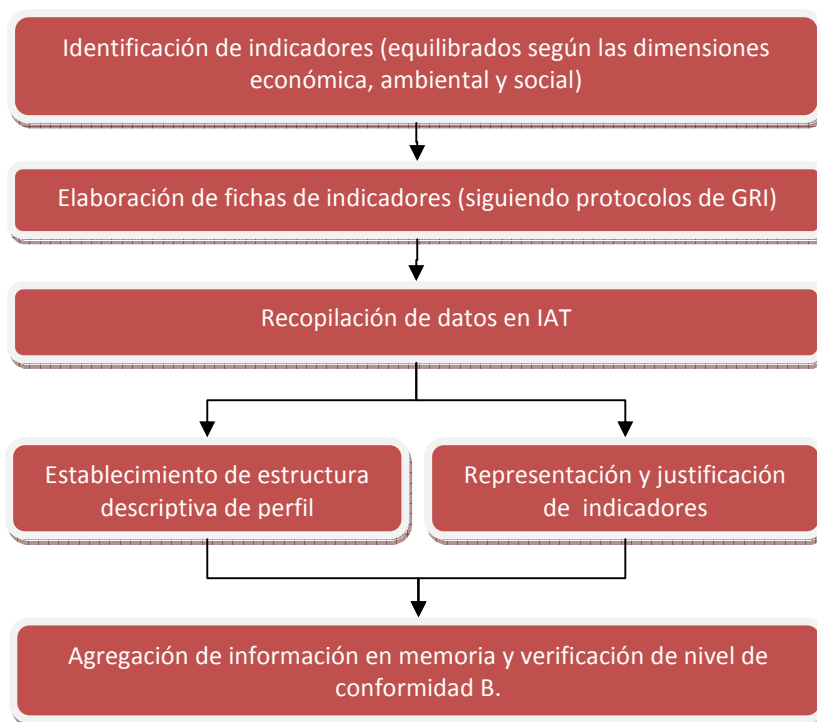 Identificación de indicadores (equilibrados según las dimensiones
económica, ambiental y social)
Elaboración de fichas de indicadores (siguiendo protocolos de GRI)
Recopilación de datos en IAT
Establecimiento de estructura
descriptiva de perfil
Representación y justificación
de indicadores
Agregación de información en memoria y verificación de nivel de
conformidad B.